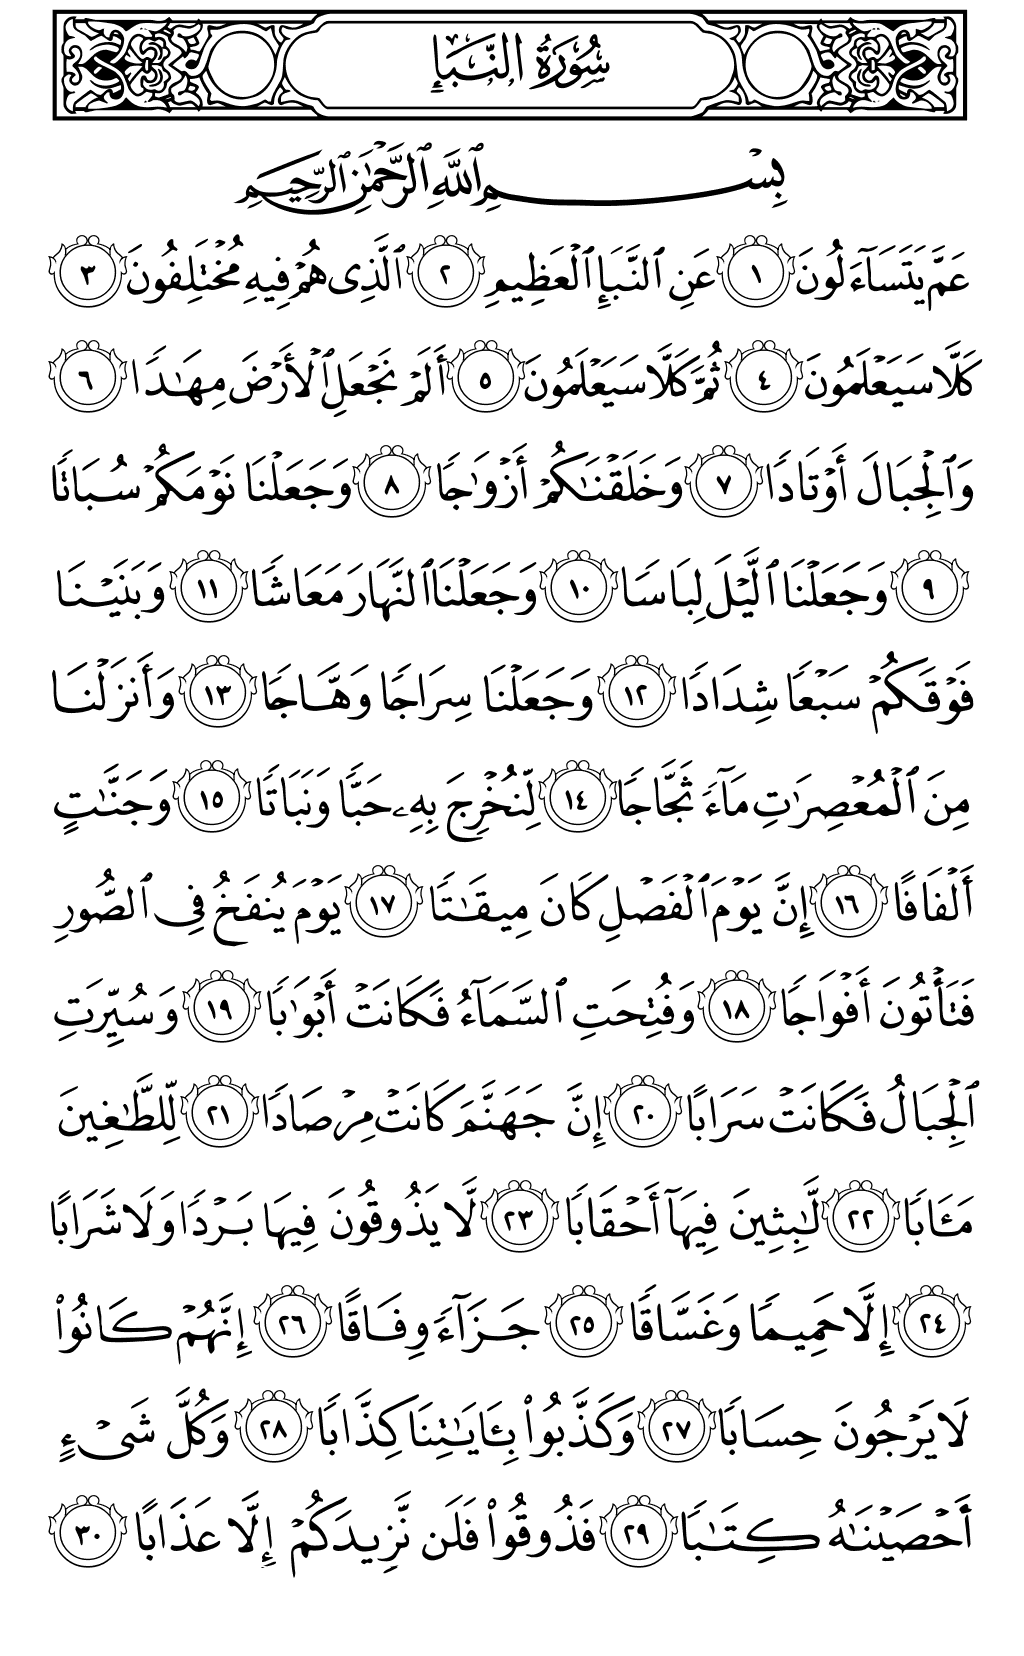 سُورَةُ النَّبَإِ
بِسْمِ ٱللَّهِ ٱلرَّحْمَٰنِ ٱلرَّحِيمِ
عَمَّ يَتَسَآءَلُونَ ١ عَنِ ٱلنَّبَإِ ٱلْعَظِيمِ ٢ ٱلَّذِى هُمْ فِيهِ مُخْتَلِفُونَ ٣
كَلَّا سَيَعْلَمُونَ ٤ ثُمَّ كَلَّا سَيَعْلَمُونَ ٥ أَلَمْ نَجْعَلِ ٱلْأَرْضَ مِهَٰدًا ٦
وَٱلْجِبَالَ أَوْتَادًا ٧ وَخَلَقْنَٰكُمْ أَزْوَٰجًا ٨ وَجَعَلْنَا نَوْمَكُمْ سُبَاتًا
٩ وَجَعَلْنَا ٱلَّيْلَ لِبَاسًا ١٠ وَجَعَلْنَا ٱلنَّهَارَ مَعَاشًا ١١ وَبَنَيْنَا
فَوْقَكُمْ سَبْعًا شِدَادًا ١٢ وَجَعَلْنَا سِرَاجًا وَهَّاجًا ١٣ وَأَنزَلْنَا
مِنَ ٱلْمُعْصِرَٰتِ مَآءً ثَجَّاجًا ١٤ لِّنُخْرِجَ بِهِۦ حَبًّا وَنَبَاتًا ١٥ وَجَنَّٰتٍ
أَلْفَافًا ١٦ إِنَّ يَوْمَ ٱلْفَصْلِ كَانَ مِيقَٰتًا ١٧ يَوْمَ يُنفَخُ فِى ٱلصُّورِ
فَتَأْتُونَ أَفْوَاجًا ١٨ وَفُتِحَتِ ٱلسَّمَآءُ فَكَانَتْ أَبْوَٰبًا ١٩ وَسُيِّرَتِ
ٱلْجِبَالُ فَكَانَتْ سَرَابًا ٢٠ إِنَّ جَهَنَّمَ كَانَتْ مِرْصَادًا ٢١ لِّلطَّٰغِينَ
مَـَٔابًا ٢٢ لَّٰبِثِينَ فِيهَآ أَحْقَابًا ٢٣ لَّا يَذُوقُونَ فِيهَا بَرْدًا وَلَا شَرَابًا
٢٤ إِلَّا حَمِيمًا وَغَسَّاقًا ٢٥ جَزَآءً وِفَاقًا ٢٦ إِنَّهُمْ كَانُوا۟
لَا يَرْجُونَ حِسَابًا ٢٧ وَكَذَّبُوا۟ بِـَٔايَٰتِنَا كِذَّابًا ٢٨ وَكُلَّ شَىْءٍ
أَحْصَيْنَٰهُ كِتَٰبًا ٢٩ فَذُوقُوا۟ فَلَن نَّزِيدَكُمْ إِلَّا عَذَابًا ٣٠